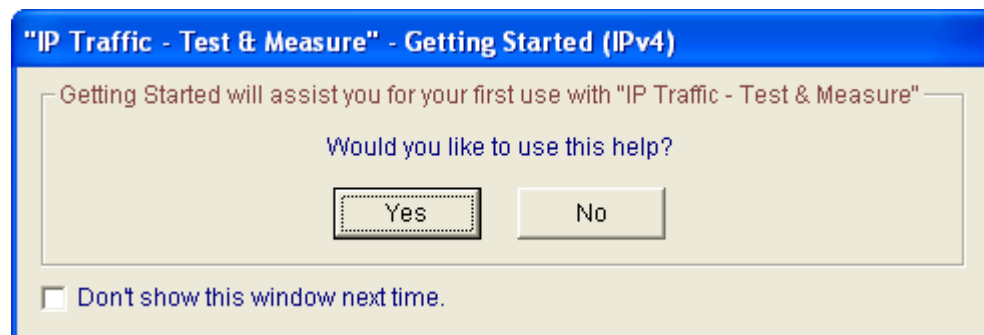 "IP Traffic - Test & Measure" - Getting Started (IPv4)
Getting Started will assist you for your first use with "IP Traffic - Test & Measure"
Would you like to use this help?
Yes No
Don't show this window next time.